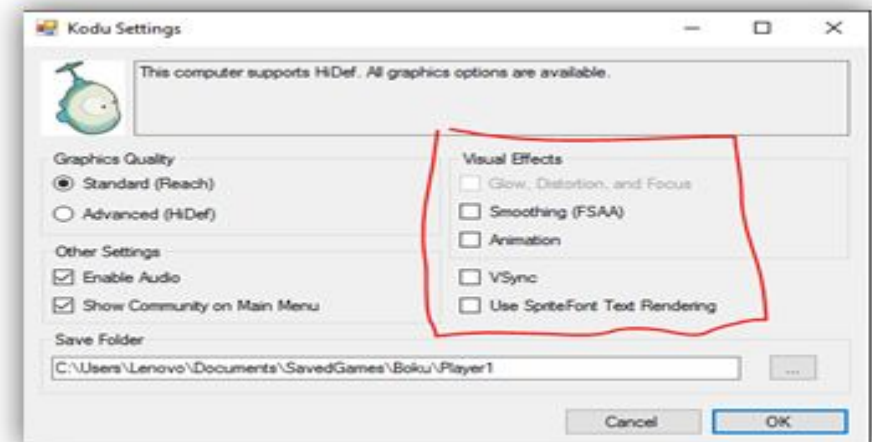 Kodu Settings
This computer supports HiDef. All graphics options are available.
Graphics Quality
Standard (Reach)
Advanced (HiDef)
Other Settings
Enable Audio
Show Community on Main Menu
Visual Effects
Glow, Distortion, and Focus
Smoothing (FSAA)
Animation
VSync
Use SpriteFont Text Rendering
Save Folder
C:\Users\Lenovo\Documents\SavedGames\Boku\Player1
...
Cancel
OK